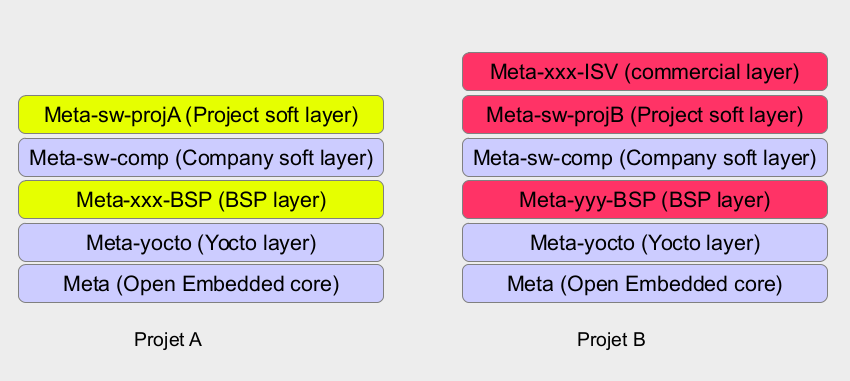 Meta-sw-projA (Project soft layer)
Meta-sw-comp (Company soft layer)
Meta-xxx-BSP (BSP layer)
Meta-yocto (Yocto layer)
Meta (Open Embedded core)
Projet A
Meta-xxx-ISV (commercial layer)
Meta-sw-projB (Project soft layer)
Meta-sw-comp (Company soft layer)
Meta-yyy-BSP (BSP layer)
Meta-yocto (Yocto layer)
Meta (Open Embedded core)
Projet B